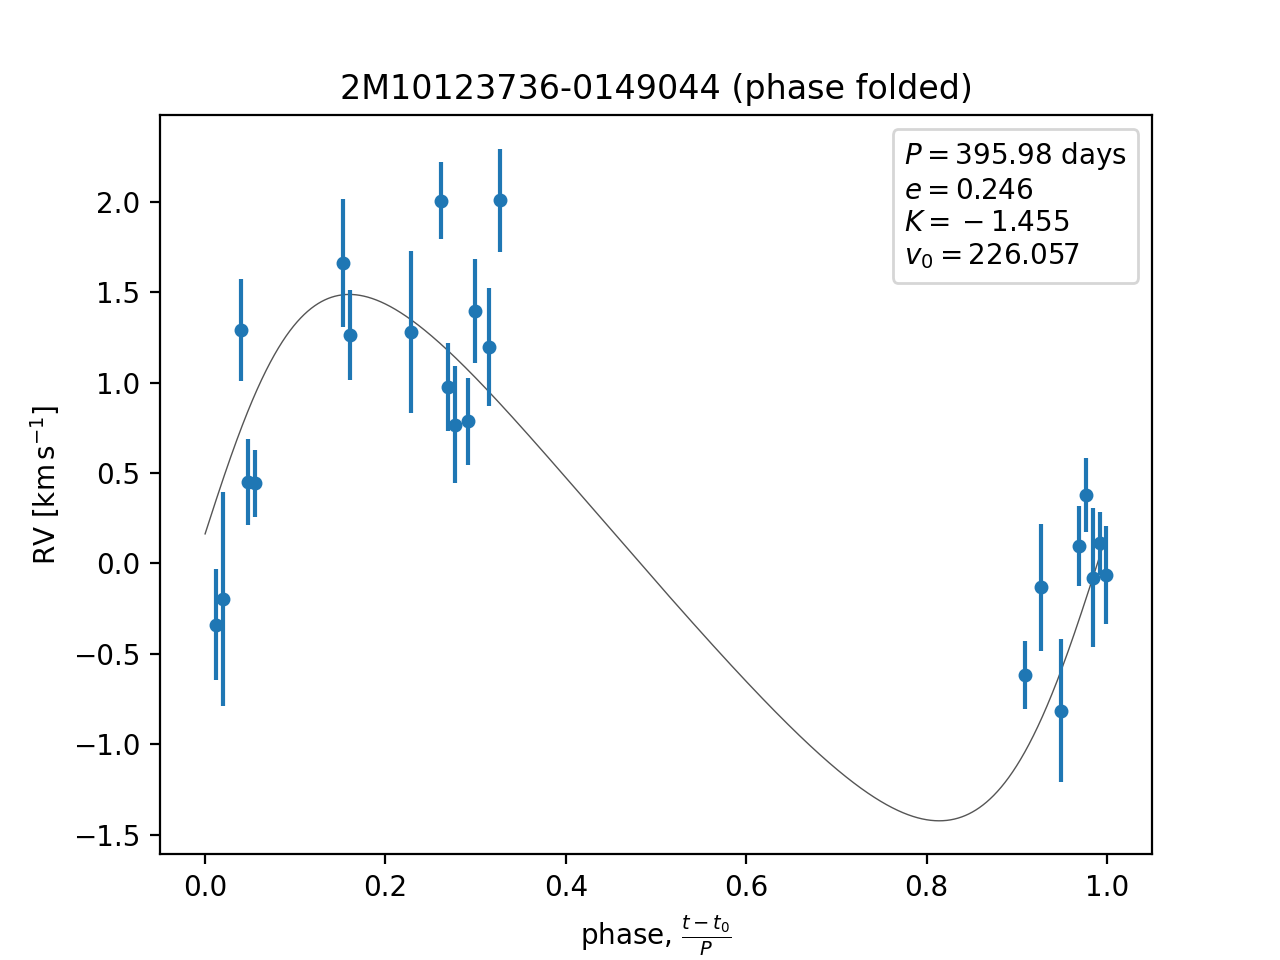 2M10123736-0149044 (phase folded)
P = 395.98 days
e = 0.246
K = −1.455
v₀ = 226.057
RV [km s⁻¹]
2.0
1.5
1.0
0.5
0.0
−0.5
−1.0
−1.5
0.0 0.2 0.4 0.6 0.8 1.0
phase, (t − t₀)/P